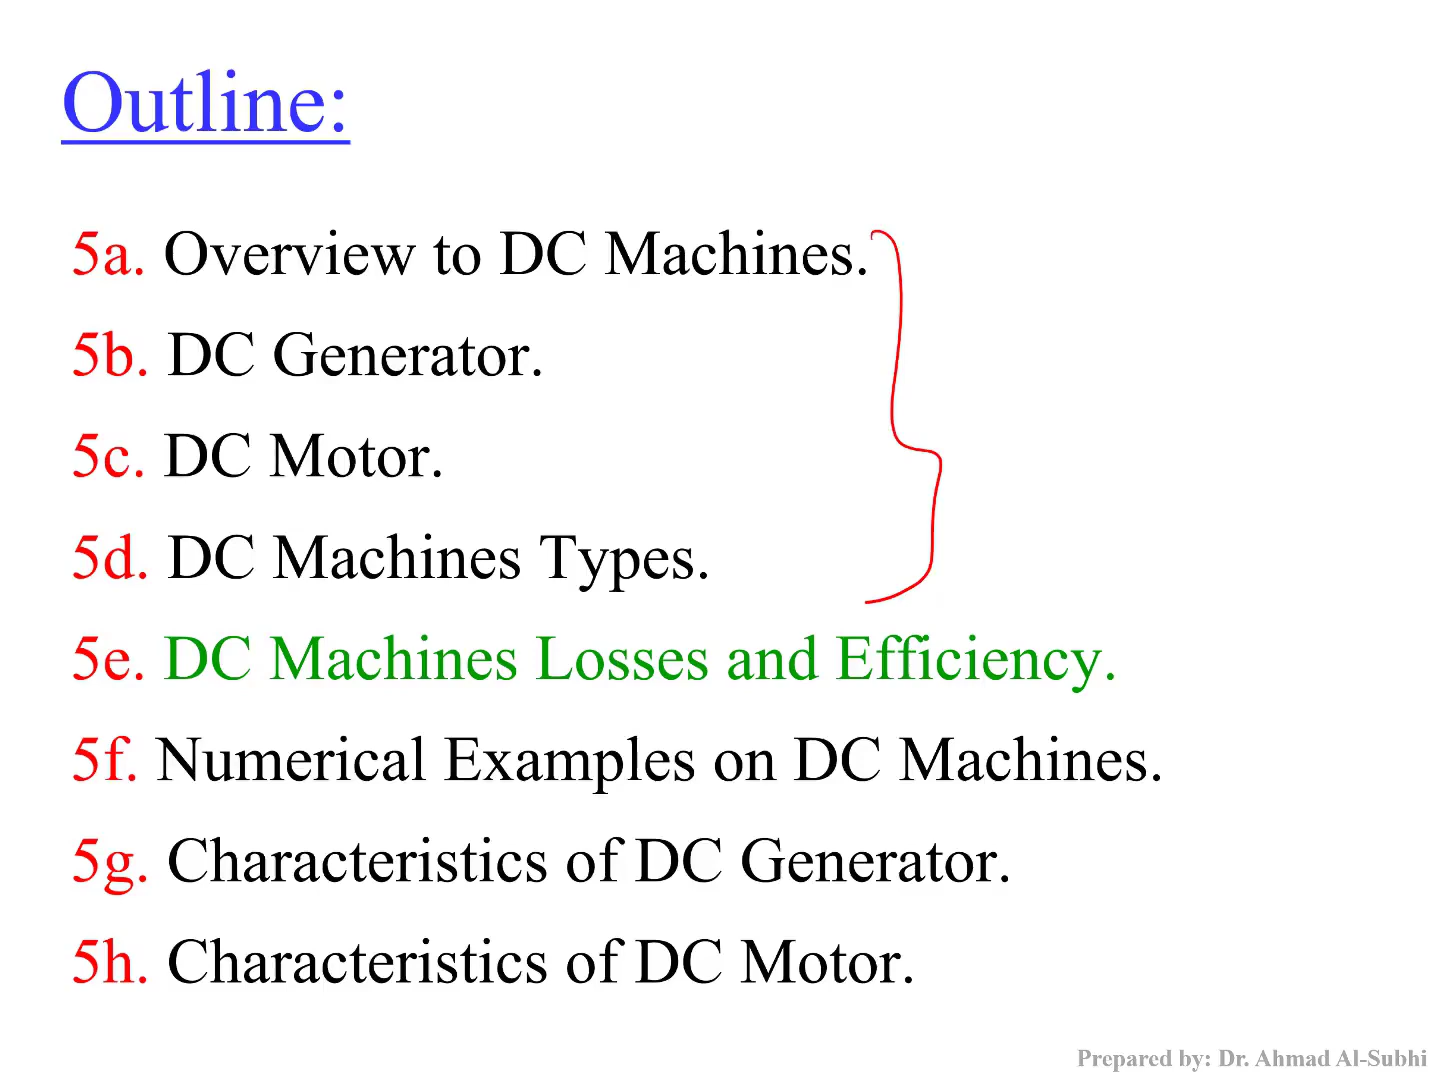 Outline:
5a. Overview to DC Machines.
5b. DC Generator.
5c. DC Motor.
5d. DC Machines Types.
5e. DC Machines Losses and Efficiency.
5f. Numerical Examples on DC Machines.
5g. Characteristics of DC Generator.
5h. Characteristics of DC Motor.
Prepared by: Dr. Ahmad Al-Subhi